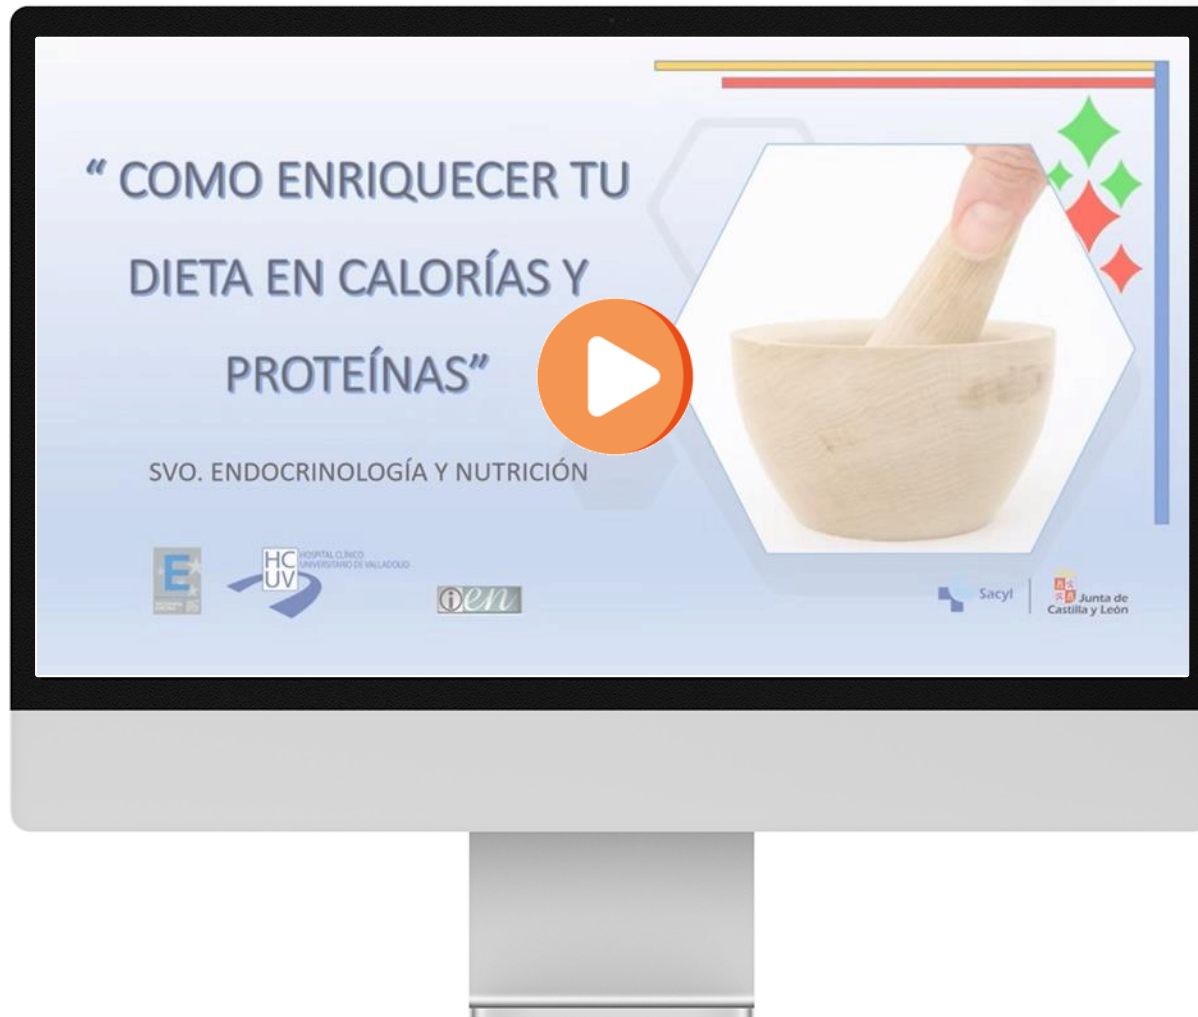 “ COMO ENRIQUECER TU
DIETA EN CALORÍAS Y
PROTEÍNAS”
SVO. ENDOCRINOLOGÍA Y NUTRICIÓN
E
HC
UV
HOSPITAL CLÍNICO
UNIVERSITARIO DE VALLADOLID
ien
Sacyl
Junta de
Castilla y León